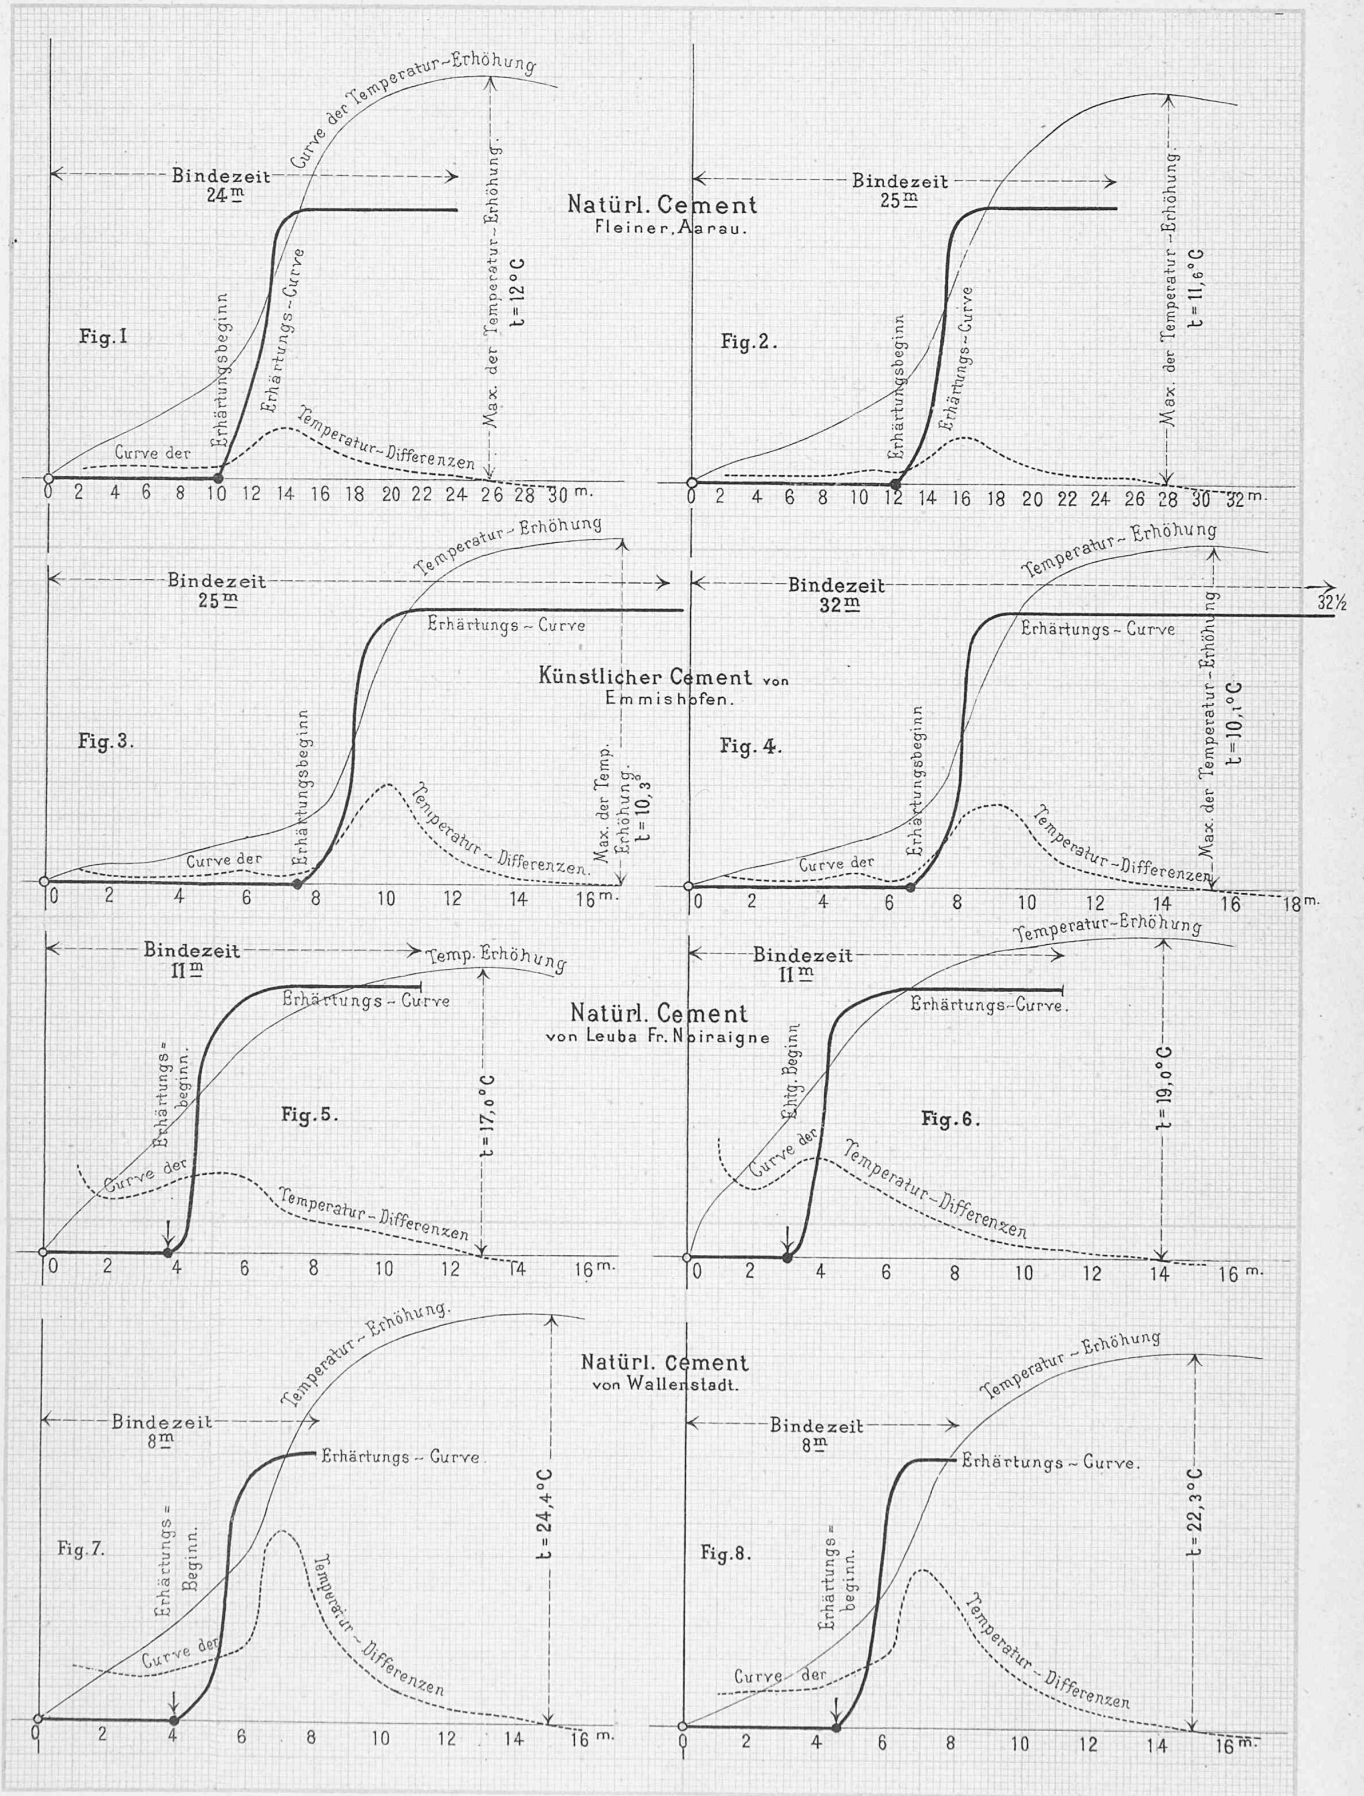 Curve der Temperatur-Erhöhung
Bindezeit
24 m
Max. der Temperatur-Erhöhung.
t = 12° C
Erhärtungsbeginn
Erhärtungs-Curve
Fig. 1
Curve der Temperatur-Differenzen
0 2 4 6 8 10 12 14 16 18 20 22 24 26 28 30 m.
Natürl. Cement
Fleiner, Aarau.
Bindezeit
25 m
Max. der Temperatur-Erhöhung.
t = 11,6° C
Erhärtungsbeginn
Erhärtungs-Curve
Fig. 2.
0 2 4 6 8 10 12 14 16 18 20 22 24 26 28 30 32 m.
Temperatur-Erhöhung
Bindezeit
25 m
Erhärtungs-Curve
Fig. 3.
Erhärtungsbeginn
Max. der Temp.
Erhöhung.
t = 10,3°
Curve der Temperatur-Differenzen.
0 2 4 6 8 10 12 14 16 m.
Künstlicher Cement von
Emmishofen.
Temperatur-Erhöhung
Bindezeit
32 m
32½
Erhärtungs-Curve
Fig. 4.
Erhärtungsbeginn
Max. der Temperatur-Erhöhung
t = 10,1° C
Curve der Temperatur-Differenzen
0 2 4 6 8 10 12 14 16 18 m.
Bindezeit
11 m
Temp. Erhöhung
Erhärtungs-Curve
Erhärtungs=
beginn.
Fig. 5.
t = 17,0° C
Curve der Temperatur-Differenzen
0 2 4 6 8 10 12 14 16 m.
Natürl. Cement
von Leuba Fr. Noiraigne
Temperatur-Erhöhung
Bindezeit
11 m
Erhärtungs-Curve.
Ehtg. Beginn
Fig. 6.
t = 19,0° C
Curve der Temperatur-Differenzen
0 2 4 6 8 10 12 14 16 m.
Temperatur-Erhöhung.
Bindezeit
8 m
Erhärtungs-Curve.
Erhärtungs=
Beginn.
Fig. 7.
t = 24,4° C
Curve der Temperatur-Differenzen
0 2 4 6 8 10 12 14 16 m.
Natürl. Cement
von Wallenstadt.
Temperatur-Erhöhung
Bindezeit
8 m
Erhärtungs-Curve.
Erhärtungs=
beginn.
Fig. 8.
t = 22,3° C
Curve der Temperatur-Differenzen
0 2 4 6 8 10 12 14 16 m.